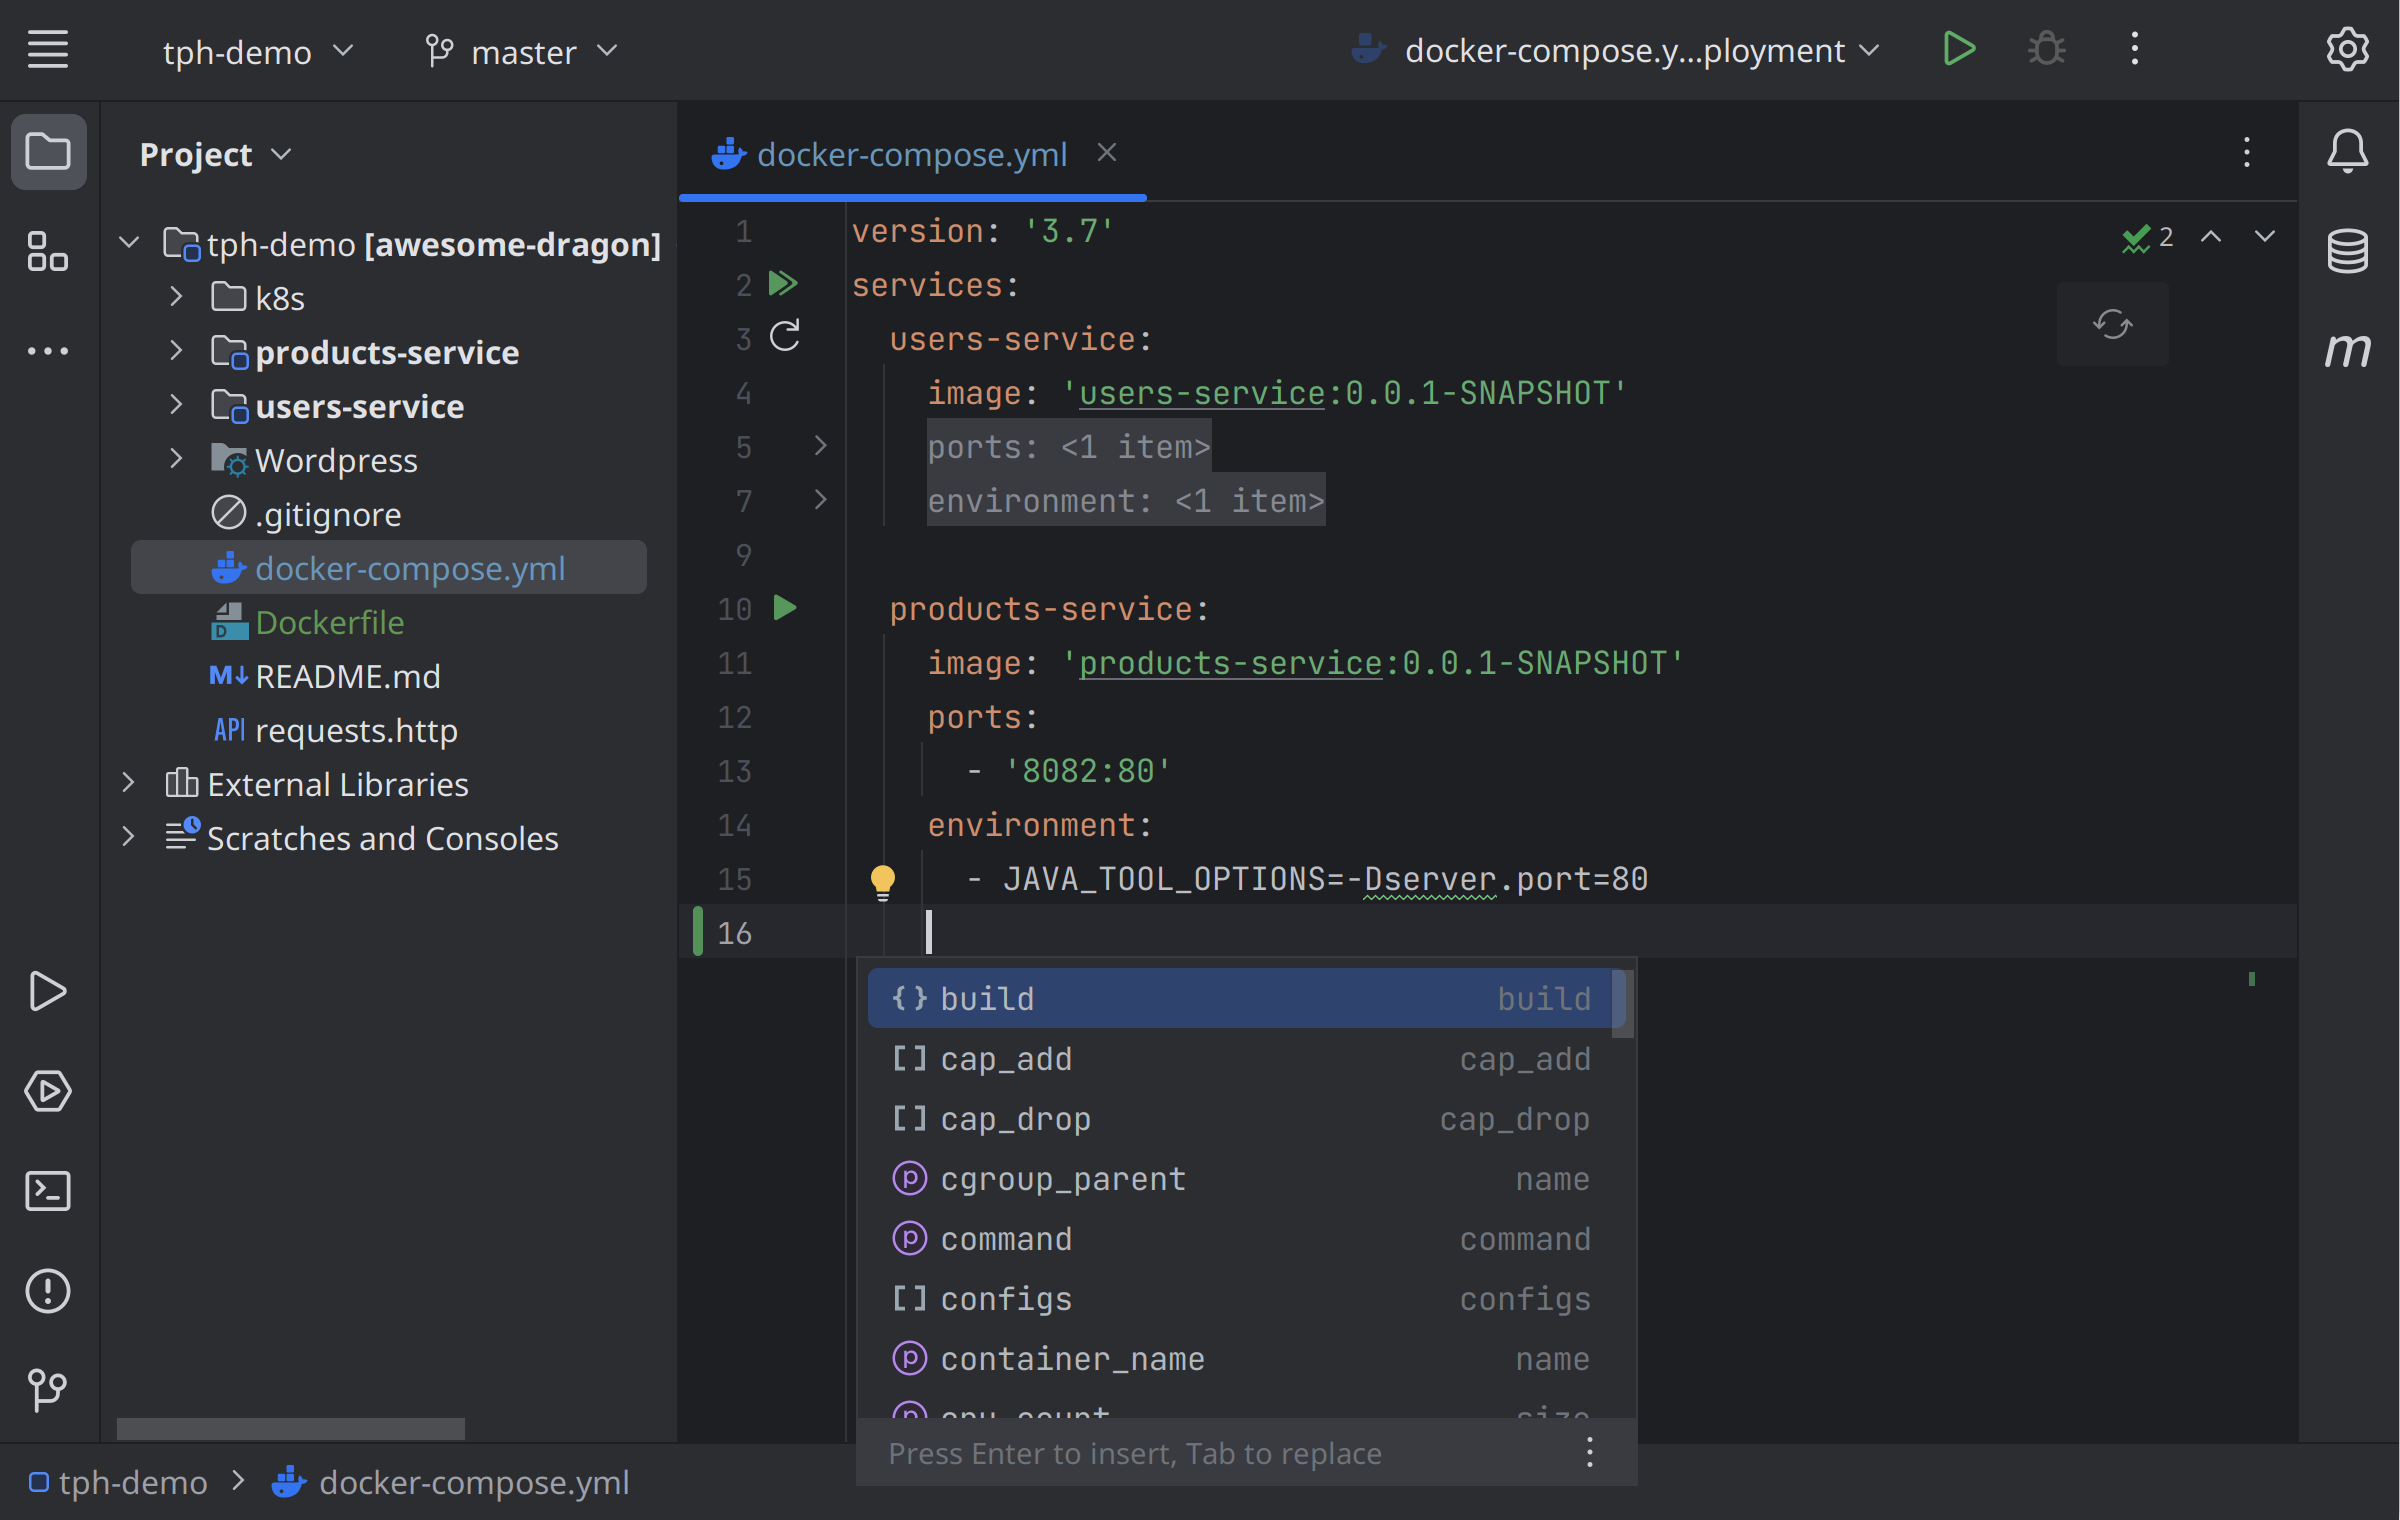 tph-demo
master
docker-compose.y...ployment
Project
tph-demo [awesome-dragon]
k8s
products-service
users-service
Wordpress
.gitignore
docker-compose.yml
Dockerfile
README.md
requests.http
External Libraries
Scratches and Consoles
docker-compose.yml
2
1 version: '3.7'
2 services:
3 users-service:
4 image: 'users-service:0.0.1-SNAPSHOT'
5 ports: <1 item>
7 environment: <1 item>
9
10 products-service:
11 image: 'products-service:0.0.1-SNAPSHOT'
12 ports:
13 - '8082:80'
14 environment:
15 - JAVA_TOOL_OPTIONS=-Dserver.port=80
16
{} build build
[] cap_add cap_add
[] cap_drop cap_drop
p cgroup_parent name
p command command
[] configs configs
p container_name name
p cpu_count size
Press Enter to insert, Tab to replace
m
tph-demo > docker-compose.yml